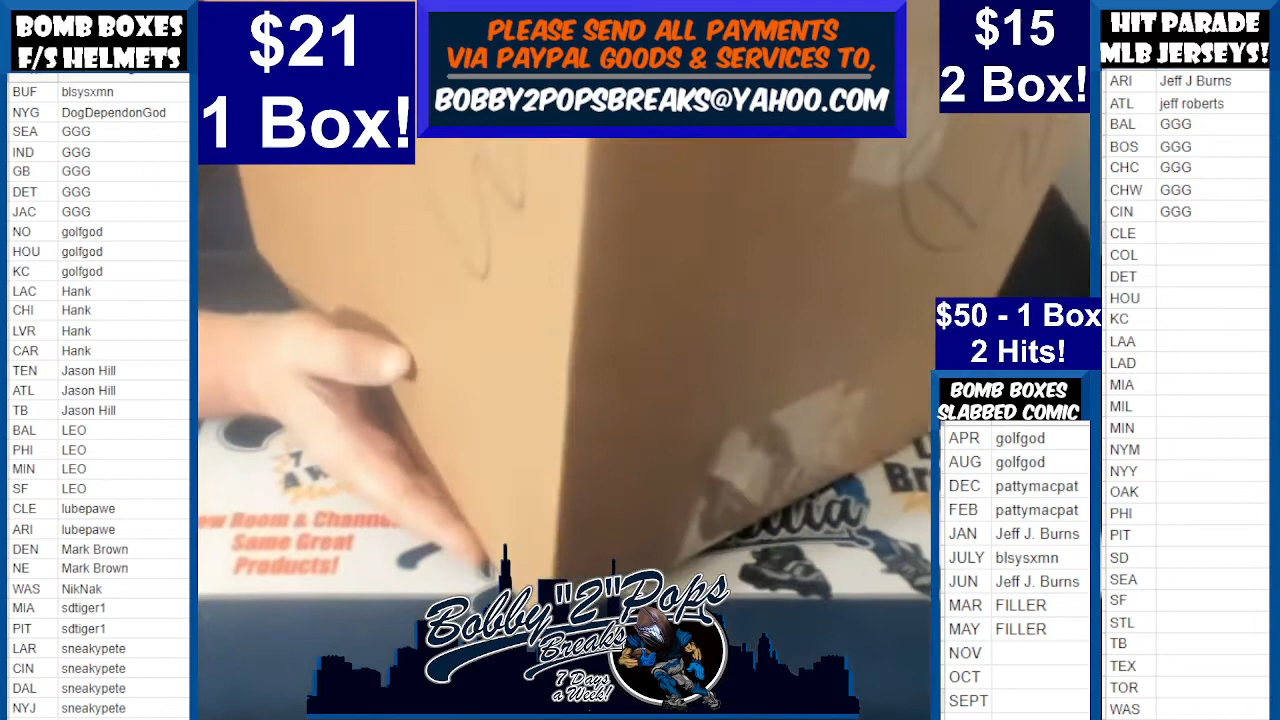 BOMB BOXES
F/S HELMETS
BUF blsysxmn
NYG DogDependonGod
SEA GGG
IND GGG
GB GGG
DET GGG
JAC GGG
NO golfgod
HOU golfgod
KC golfgod
LAC Hank
CHI Hank
LVR Hank
CAR Hank
TEN Jason Hill
ATL Jason Hill
TB Jason Hill
BAL LEO
PHI LEO
MIN LEO
SF LEO
CLE lubepawe
ARI lubepawe
DEN Mark Brown
NE Mark Brown
WAS NikNak
MIA sdtiger1
PIT sdtiger1
LAR sneakypete
CIN sneakypete
DAL sneakypete
NYJ sneakypete
$21
1 Box!
PLEASE SEND ALL PAYMENTS
VIA PAYPAL GOODS & SERVICES TO,
BOBBY2POPSBREAKS@YAHOO.COM
$15
2 Box!
New Room & Channel
Same Great
Products!
Bobby "2" Pops
Breaks
7 Days
a Week!
$50 - 1 Box
2 Hits!
BOMB BOXES
SLABBED COMIC
APR golfgod
AUG golfgod
DEC pattymacpat
FEB pattymacpat
JAN Jeff J. Burns
JULY blsysxmn
JUN Jeff J. Burns
MAR FILLER
MAY FILLER
NOV
OCT
SEPT
HIT PARADE
MLB JERSEYS!
ARI Jeff J Burns
ATL jeff roberts
BAL GGG
BOS GGG
CHC GGG
CHW GGG
CIN GGG
CLE
COL
DET
HOU
KC
LAA
LAD
MIA
MIL
MIN
NYM
NYY
OAK
PHI
PIT
SD
SEA
SF
STL
TB
TEX
TOR
WAS